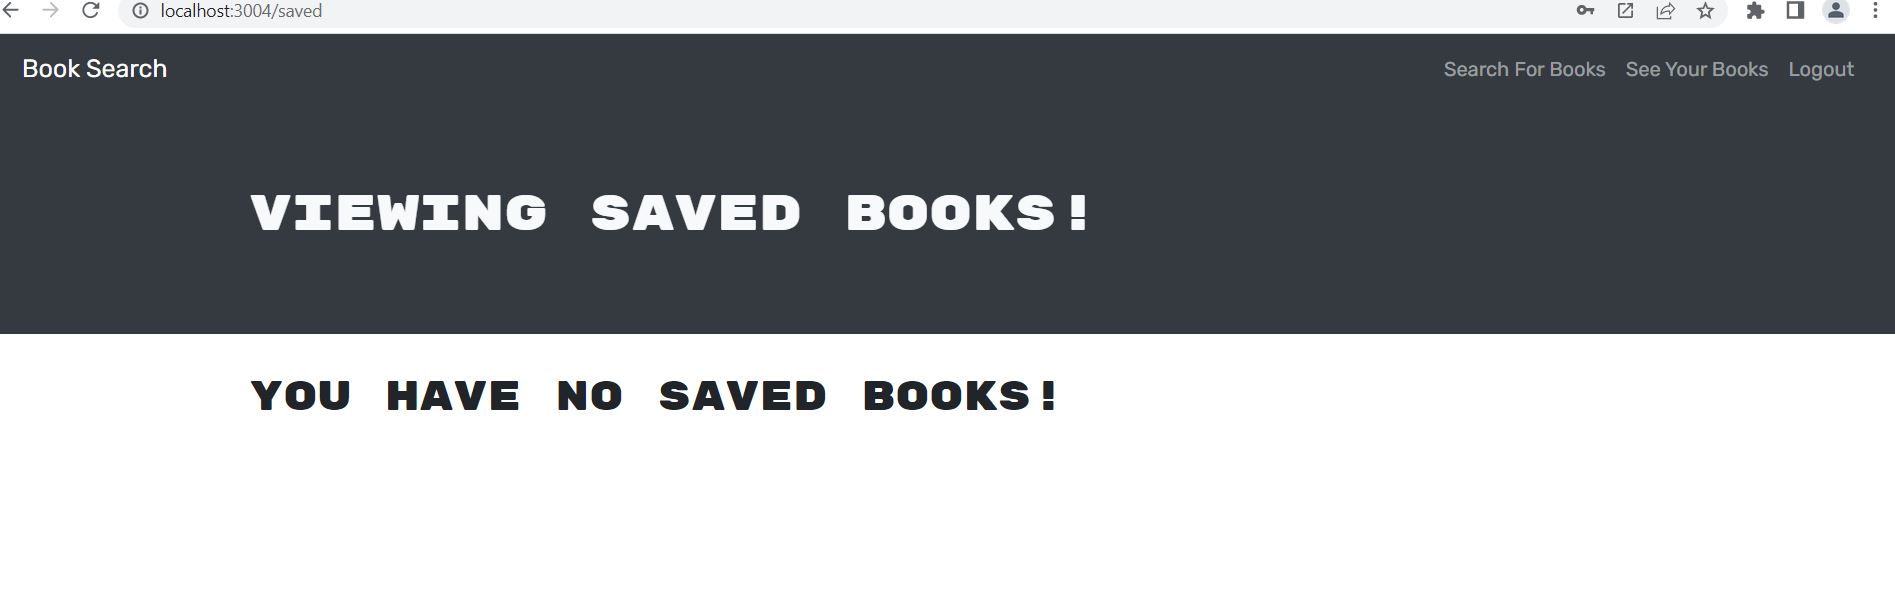 localhost:3004/saved
Book Search
Search For Books See Your Books Logout
VIEWING SAVED BOOKS!
YOU HAVE NO SAVED BOOKS!